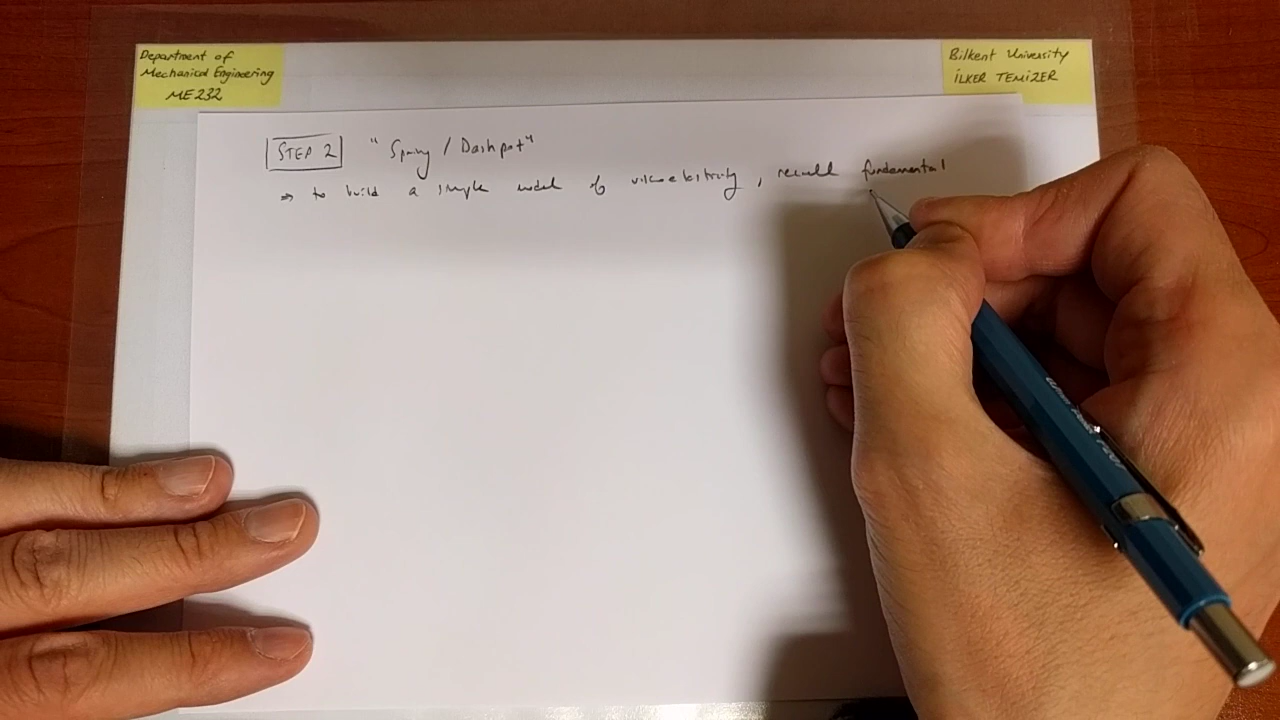 Department of
Mechanical Engineering
ME232
Bilkent University
İLKER TEMİZER
STEP 2 "Spring / Dashpot"
⇒ to build a simple model of viscoelasticity, recall fundamental